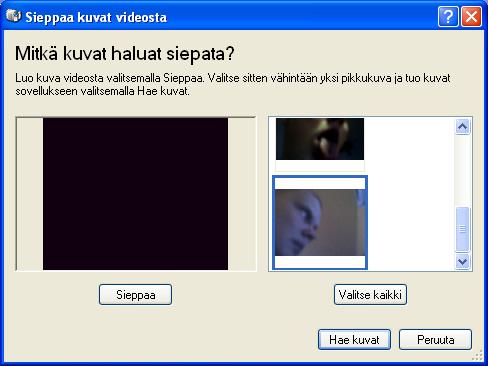 Sieppaa kuvat videosta
Mitkä kuvat haluat siepata?
Luo kuva videosta valitsemalla Sieppaa. Valitse sitten vähintään yksi pikkukuva ja tuo kuvat
sovellukseen valitsemalla Hae kuvat.
Sieppaa
Valitse kaikki
Hae kuvat
Peruuta